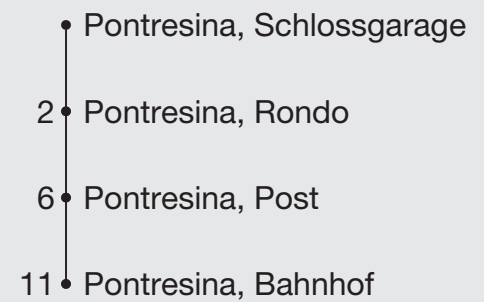 Pontresina, Schlossgarage
2 Pontresina, Rondo
6 Pontresina, Post
11 Pontresina, Bahnhof